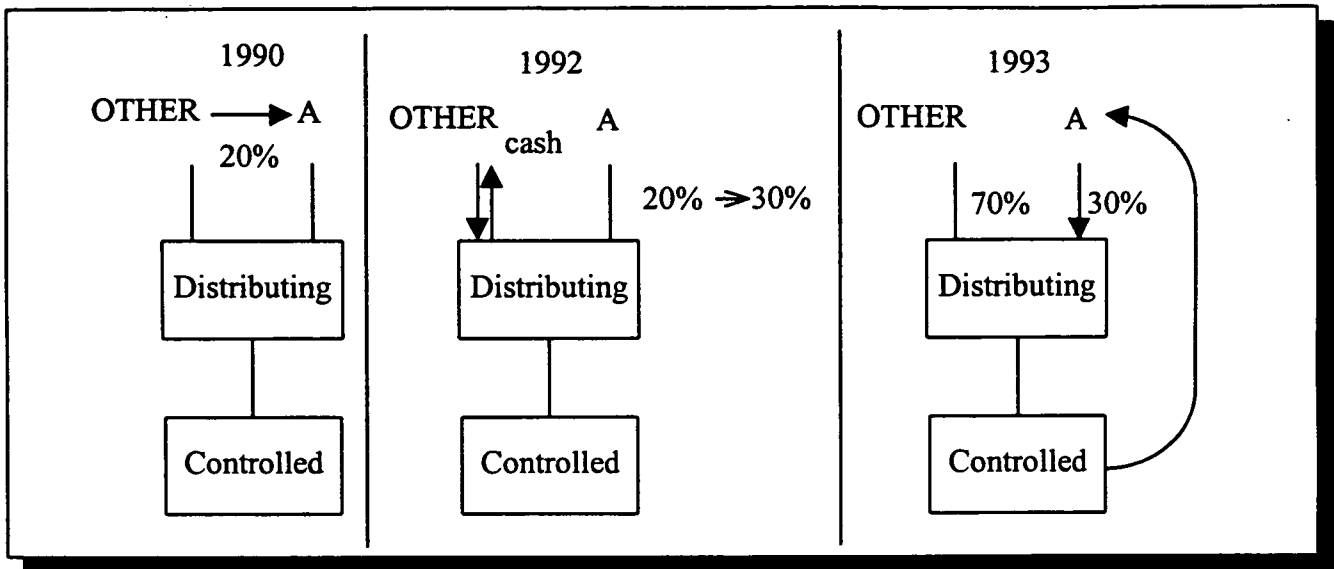 1990
OTHER A
20%
Distributing
Controlled
1992
OTHER A
cash
20% → 30%
Distributing
Controlled
1993
OTHER A
70% 30%
Distributing
Controlled